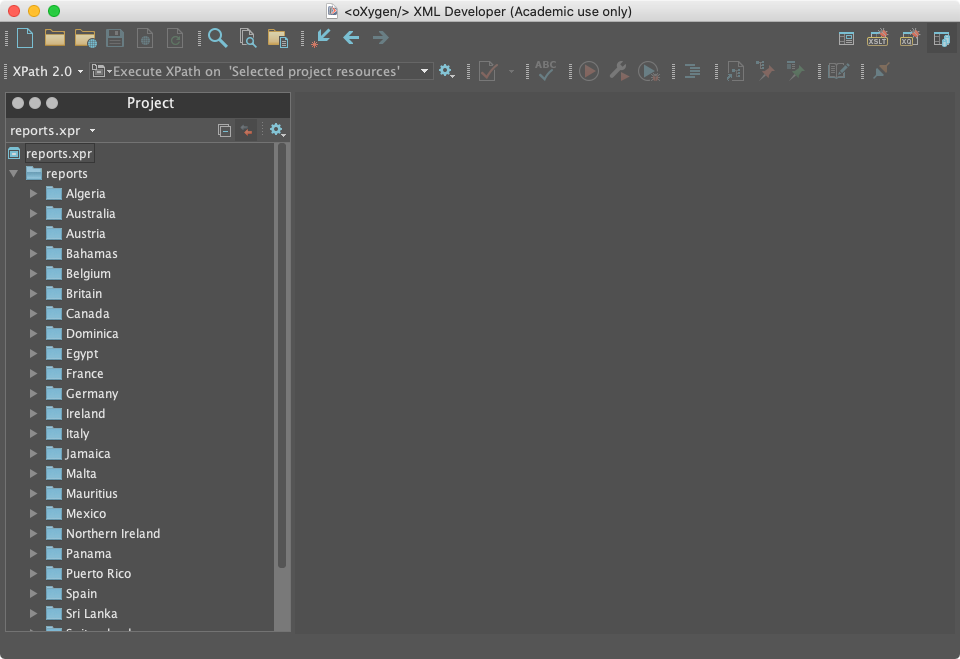 <oXygen/> XML Developer (Academic use only)
XSLT
XQ
XPath 2.0
Execute XPath on 'Selected project resources'
ABC
Project
reports.xpr
reports.xpr
reports
Algeria
Australia
Austria
Bahamas
Belgium
Britain
Canada
Dominica
Egypt
France
Germany
Ireland
Italy
Jamaica
Malta
Mauritius
Mexico
Northern Ireland
Panama
Puerto Rico
Spain
Sri Lanka